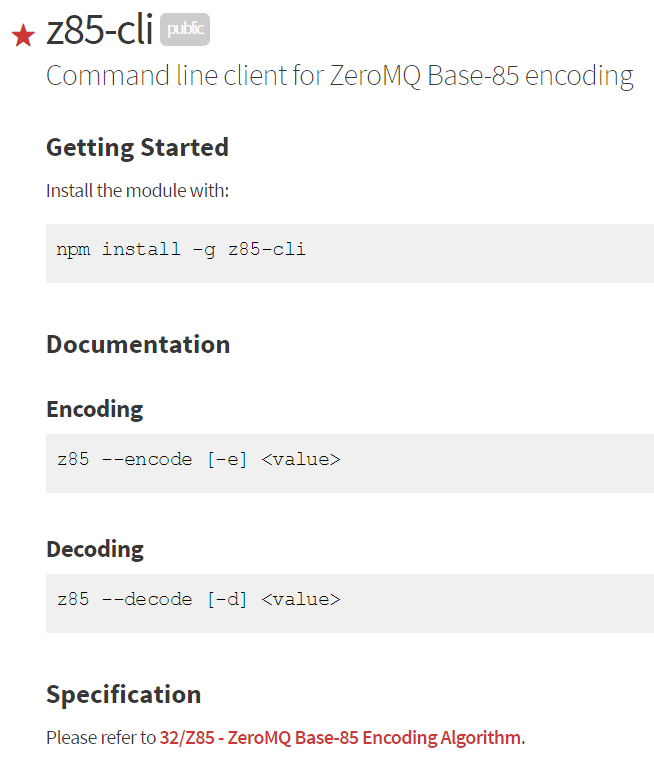 z85-cli public
Command line client for ZeroMQ Base-85 encoding
Getting Started
Install the module with:
npm install -g z85-cli
Documentation
Encoding
z85 --encode [-e] <value>
Decoding
z85 --decode [-d] <value>
Specification
Please refer to 32/Z85 - ZeroMQ Base-85 Encoding Algorithm.